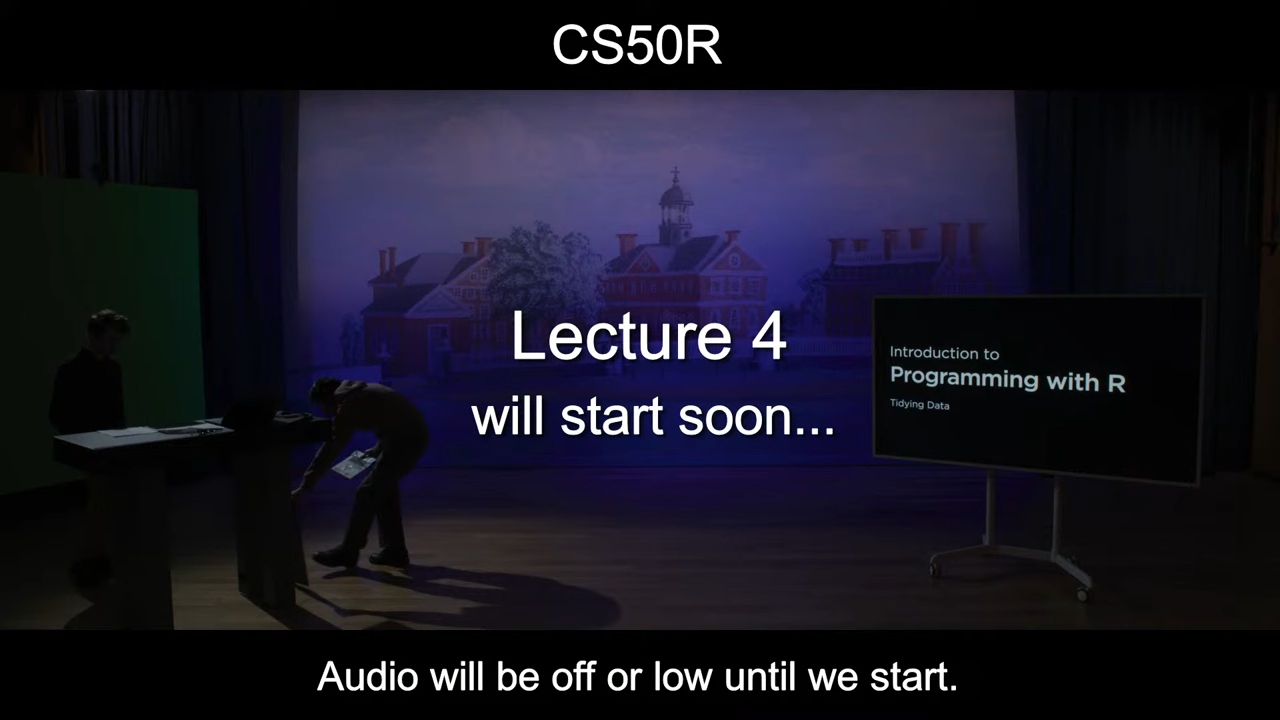 CS50R
Lecture 4
will start soon...
Introduction to
Programming with R
Tidying Data
Audio will be off or low until we start.